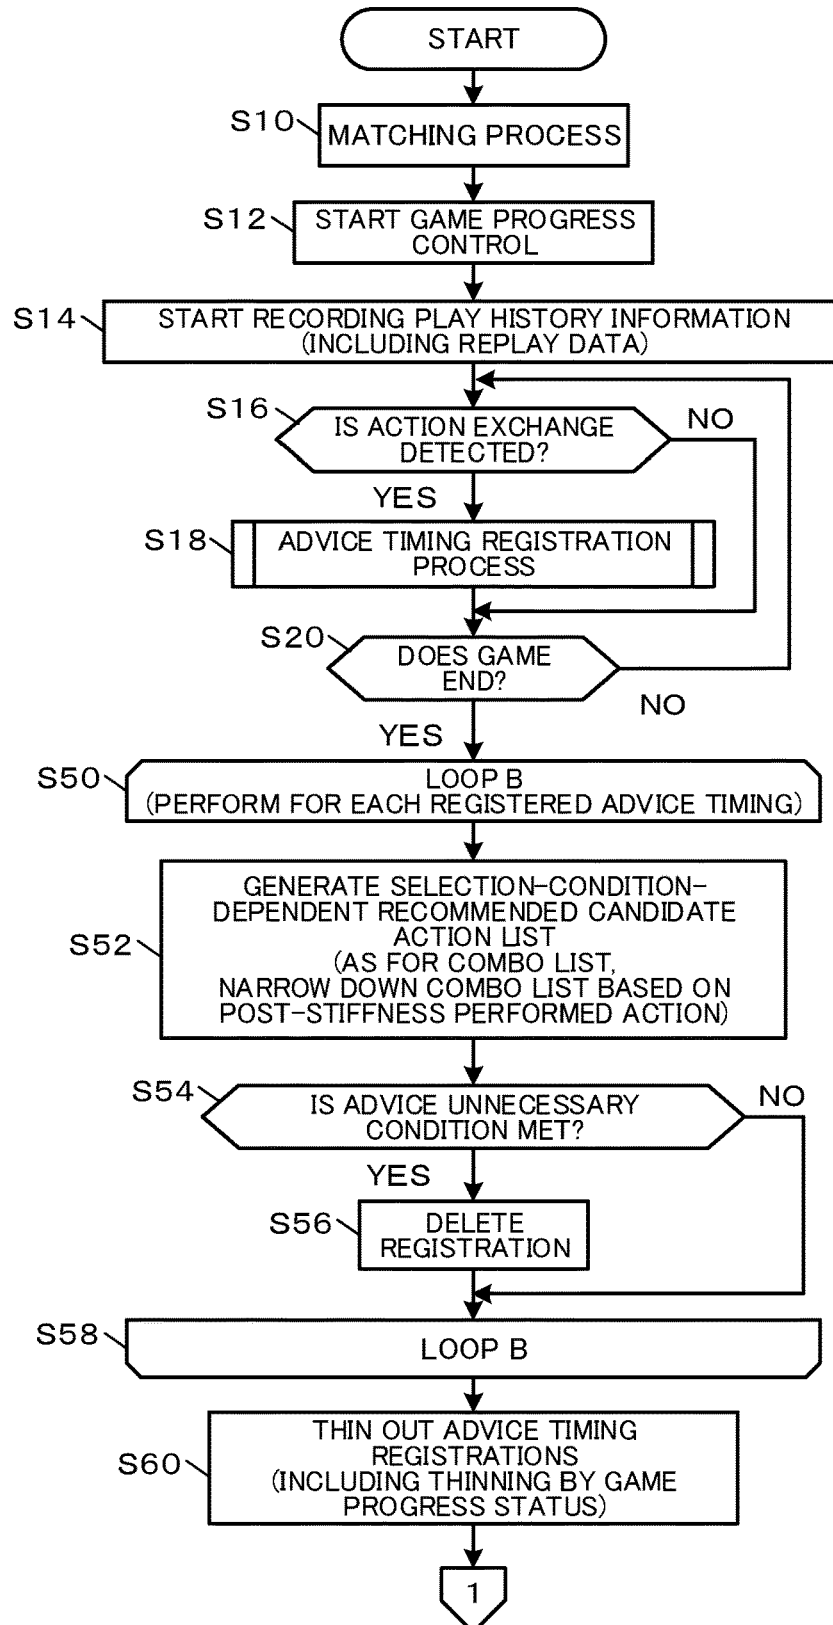 START
S10
MATCHING PROCESS
S12
START GAME PROGRESS
CONTROL
S14
START RECORDING PLAY HISTORY INFORMATION
(INCLUDING REPLAY DATA)
S16
IS ACTION EXCHANGE
DETECTED?
NO
YES
S18
ADVICE TIMING REGISTRATION
PROCESS
S20
DOES GAME
END?
NO
YES
S50
LOOP B
(PERFORM FOR EACH REGISTERED ADVICE TIMING)
S52
GENERATE SELECTION-CONDITION-
DEPENDENT RECOMMENDED CANDIDATE
ACTION LIST
(AS FOR COMBO LIST,
NARROW DOWN COMBO LIST BASED ON
POST-STIFFNESS PERFORMED ACTION)
S54
IS ADVICE UNNECESSARY
CONDITION MET?
NO
YES
S56
DELETE
REGISTRATION
S58
LOOP B
S60
THIN OUT ADVICE TIMING
REGISTRATIONS
(INCLUDING THINNING BY GAME
PROGRESS STATUS)
1